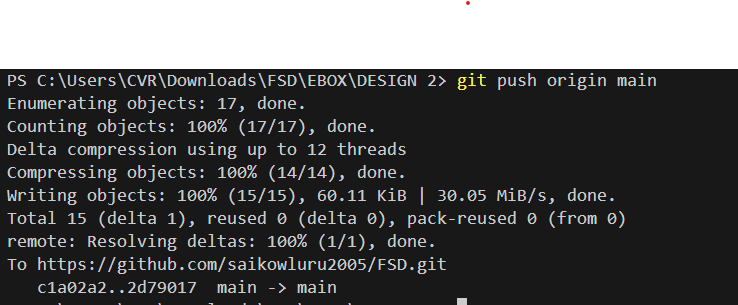 PS C:\Users\CVR\Downloads\FSD\EBOX\DESIGN 2> git push origin main
Enumerating objects: 17, done.
Counting objects: 100% (17/17), done.
Delta compression using up to 12 threads
Compressing objects: 100% (14/14), done.
Writing objects: 100% (15/15), 60.11 KiB | 30.05 MiB/s, done.
Total 15 (delta 1), reused 0 (delta 0), pack-reused 0 (from 0)
remote: Resolving deltas: 100% (1/1), done.
To https://github.com/saikowluru2005/FSD.git
   c1a02a2..2d79017  main -> main